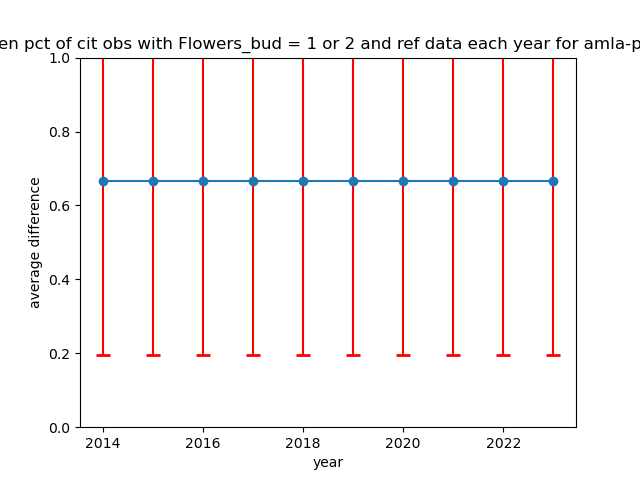 en pct of cit obs with Flowers_bud = 1 or 2 and ref data each year for amla-p
1.0
0.8
0.6
0.4
0.2
0.0
average difference
2014 2016 2018 2020 2022
year